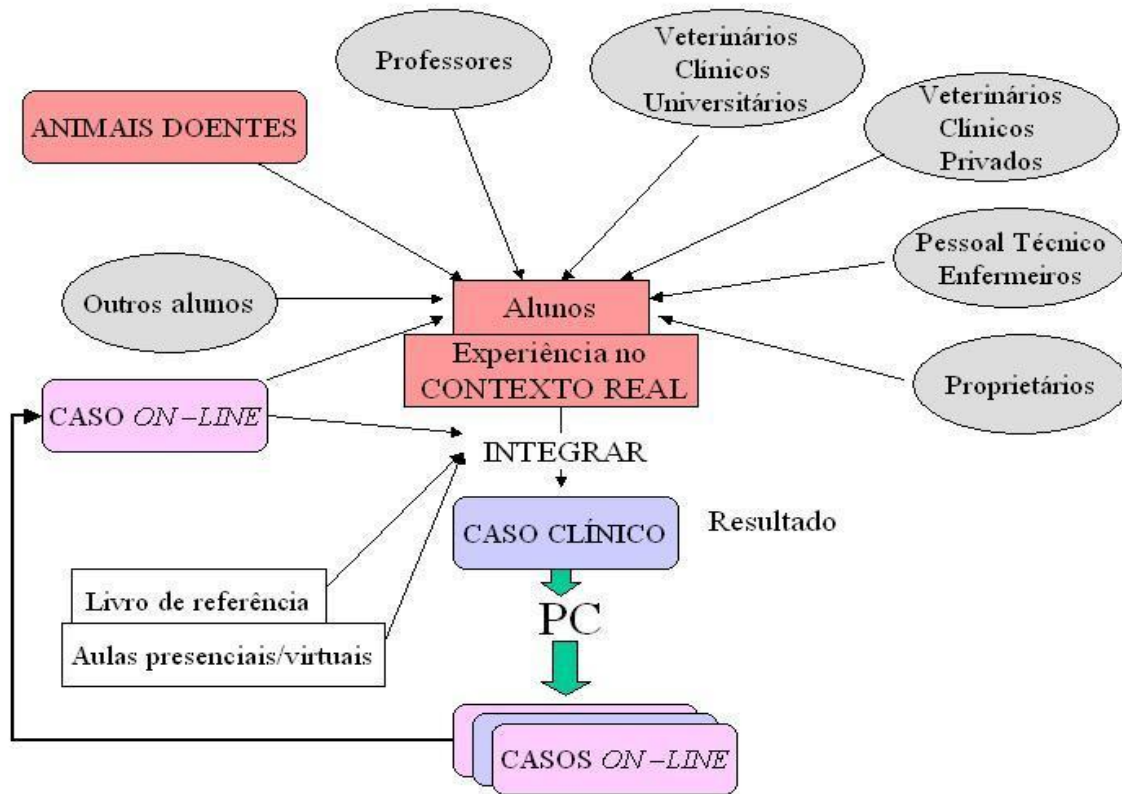 Professores
Veterinários
Clínicos
Universitários
ANIMAIS DOENTES
Veterinários
Clínicos
Privados
Pessoal Técnico
Enfermeiros
Outros alunos
Alunos
Experiência no
CONTEXTO REAL
Proprietários
CASO ON-LINE
INTEGRAR
CASO CLÍNICO
Resultado
Livro de referência
Aulas presenciais/virtuais
PC
CASOS ON-LINE